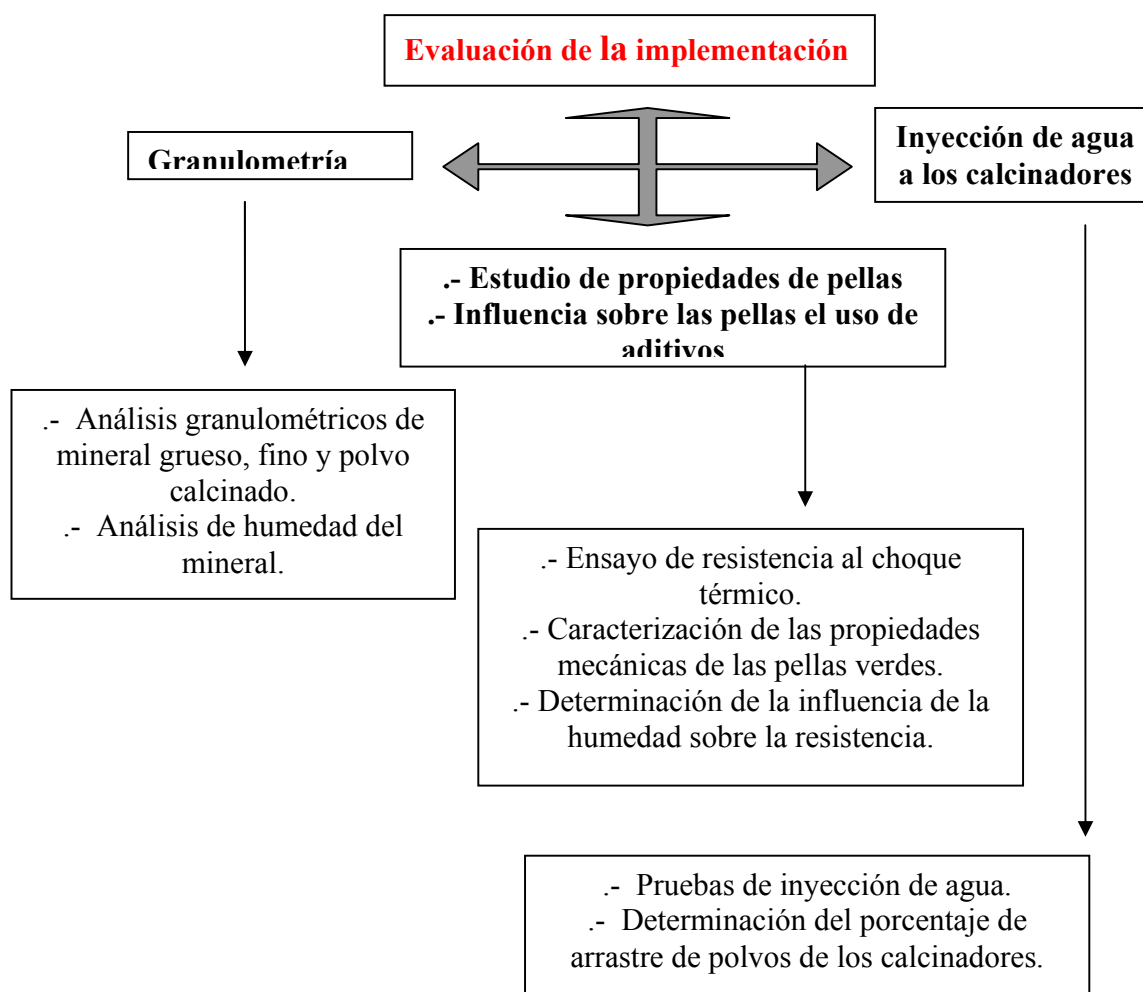 Evaluación de la implementación
Granulometría
Inyección de agua
a los calcinadores
.- Estudio de propiedades de pellas
.- Influencia sobre las pellas el uso de
aditivos
.- Análisis granulométricos de
mineral grueso, fino y polvo
calcinado.
.- Análisis de humedad del
mineral.
.- Ensayo de resistencia al choque
térmico.
.- Caracterización de las propiedades
mecánicas de las pellas verdes.
.- Determinación de la influencia de la
humedad sobre la resistencia.
.- Pruebas de inyección de agua.
.- Determinación del porcentaje de
arrastre de polvos de los calcinadores.